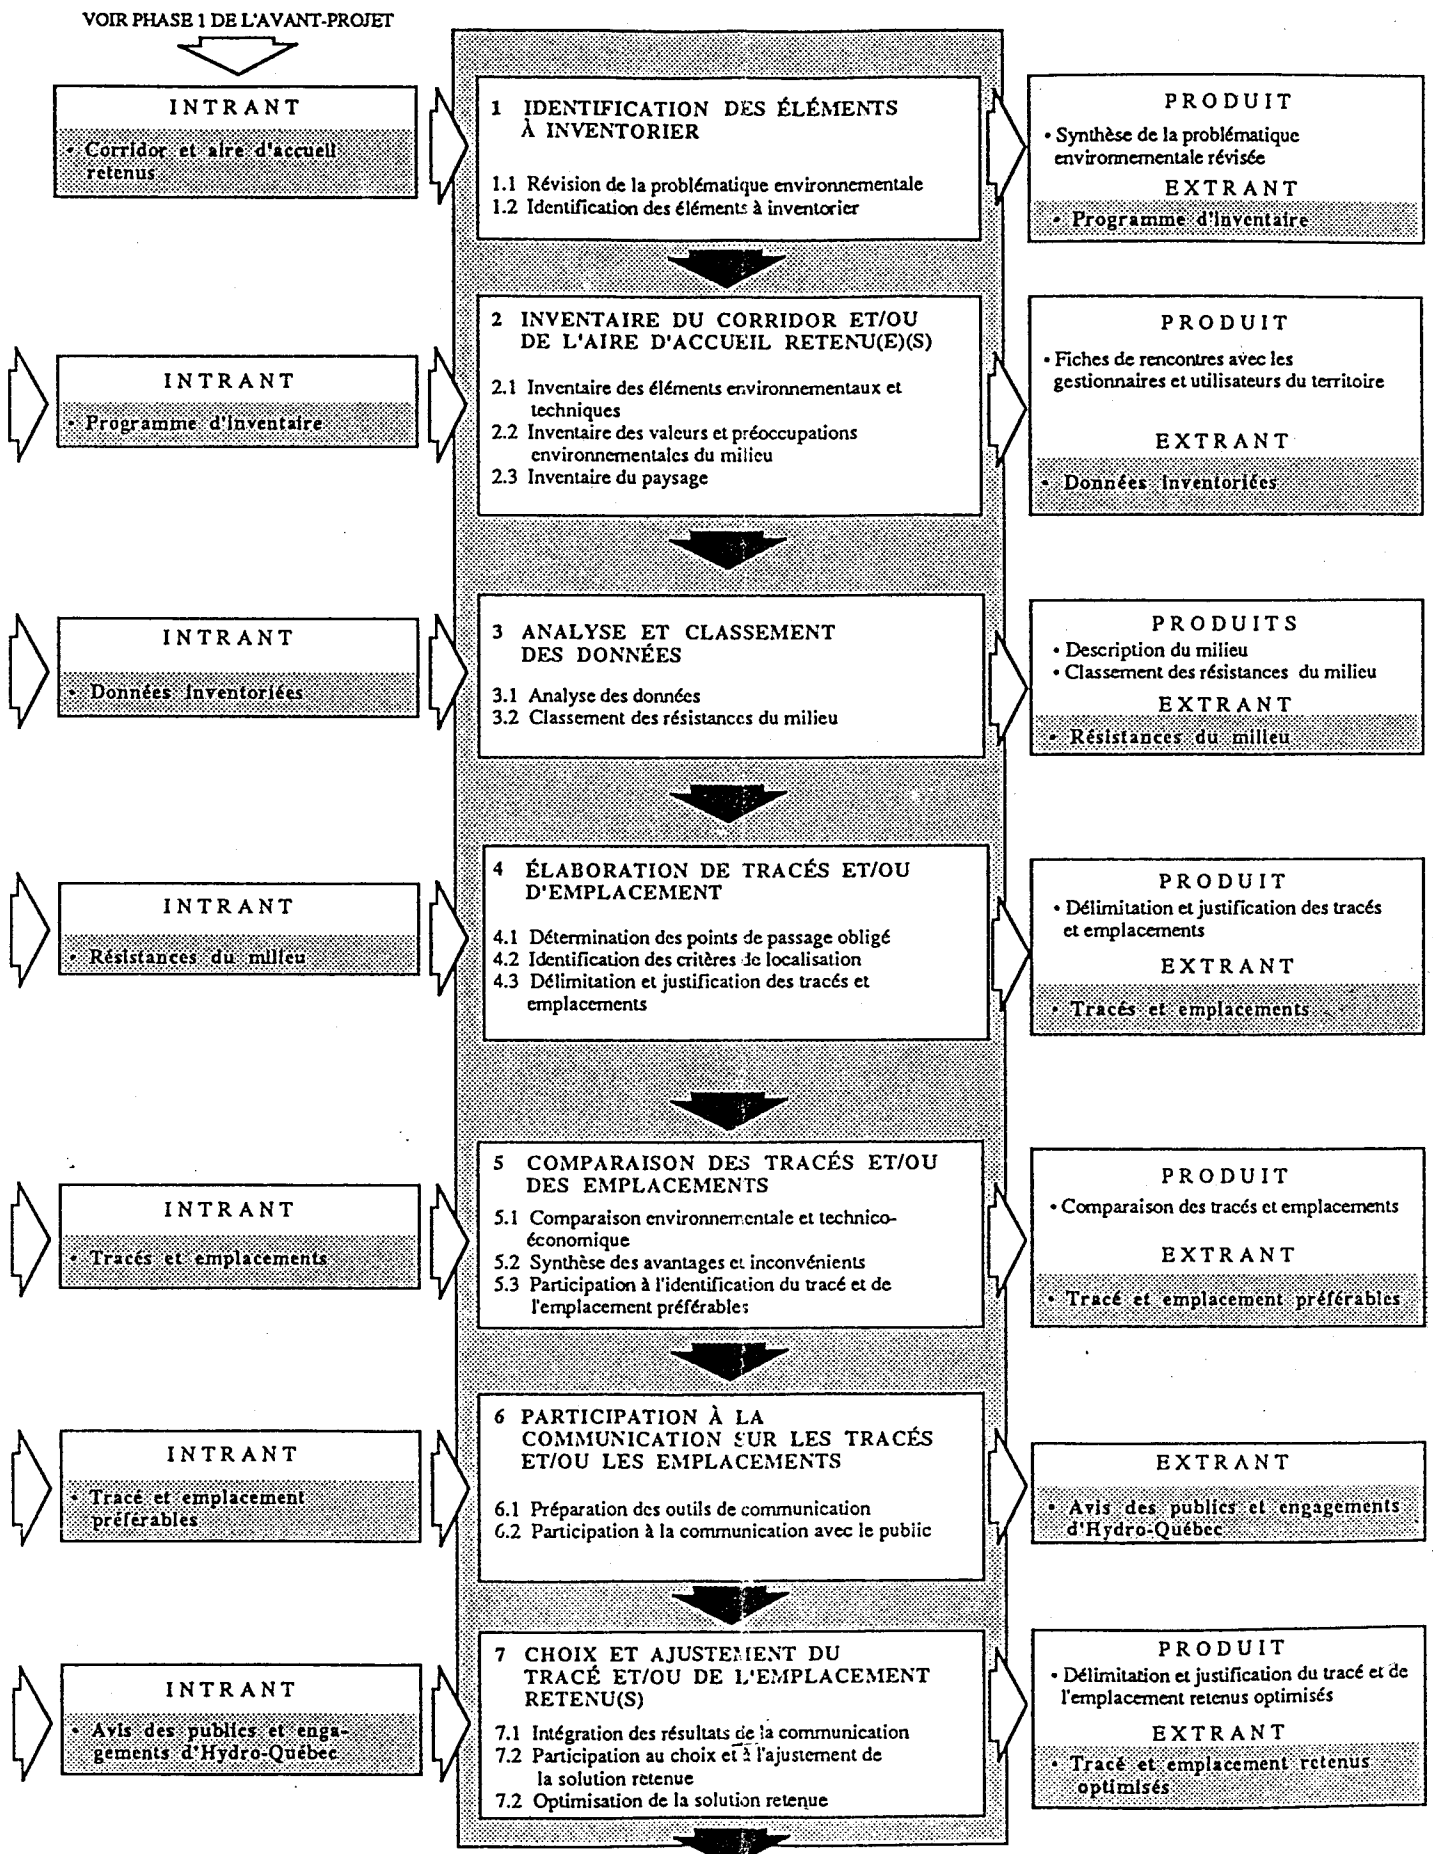 VOIR PHASE 1 DE L'AVANT-PROJET
INTRANT
• Corridor et aire d'accueil
retenus
1 IDENTIFICATION DES ÉLÉMENTS
À INVENTORIER
1.1 Révision de la problématique environnementale
1.2 Identification des éléments à inventorier
PRODUIT
• Synthèse de la problématique
environnementale révisée
EXTRANT
• Programme d'inventaire
INTRANT
• Programme d'inventaire
2 INVENTAIRE DU CORRIDOR ET/OU
DE L'AIRE D'ACCUEIL RETENU(E)(S)
2.1 Inventaire des éléments environnementaux et
techniques
2.2 Inventaire des valeurs et préoccupations
environnementales du milieu
2.3 Inventaire du paysage
PRODUIT
• Fiches de rencontres avec les
gestionnaires et utilisateurs du territoire
EXTRANT
• Données inventoriées
INTRANT
• Données inventoriées
3 ANALYSE ET CLASSEMENT
DES DONNÉES
3.1 Analyse des données
3.2 Classement des résistances du milieu
PRODUITS
• Description du milieu
• Classement des résistances du milieu
EXTRANT
• Résistances du milieu
INTRANT
• Résistances du milieu
4 ÉLABORATION DE TRACÉS ET/OU
D'EMPLACEMENT
4.1 Détermination des points de passage obligé
4.2 Identification des critères de localisation
4.3 Délimitation et justification des tracés et
emplacements
PRODUIT
• Délimitation et justification des tracés
et emplacements
EXTRANT
• Tracés et emplacements
INTRANT
• Tracés et emplacements
5 COMPARAISON DES TRACÉS ET/OU
DES EMPLACEMENTS
5.1 Comparaison environnementale et technico-
économique
5.2 Synthèse des avantages et inconvénients
5.3 Participation à l'identification du tracé et de
l'emplacement préférables
PRODUIT
• Comparaison des tracés et emplacements
EXTRANT
• Tracé et emplacement préférables
INTRANT
• Tracé et emplacement
préférables
6 PARTICIPATION À LA
COMMUNICATION SUR LES TRACÉS
ET/OU LES EMPLACEMENTS
6.1 Préparation des outils de communication
6.2 Participation à la communication avec le public
EXTRANT
• Avis des publics et engagements
d'Hydro-Québec
INTRANT
• Avis des publics et enga-
gements d'Hydro-Québec
7 CHOIX ET AJUSTEMENT DU
TRACÉ ET/OU DE L'EMPLACEMENT
RETENU(S)
7.1 Intégration des résultats de la communication
7.2 Participation au choix et à l'ajustement de
la solution retenue
7.2 Optimisation de la solution retenue
PRODUIT
• Délimitation et justification du tracé et de
l'emplacement retenus optimisés
EXTRANT
• Tracé et emplacement retenus
optimisés